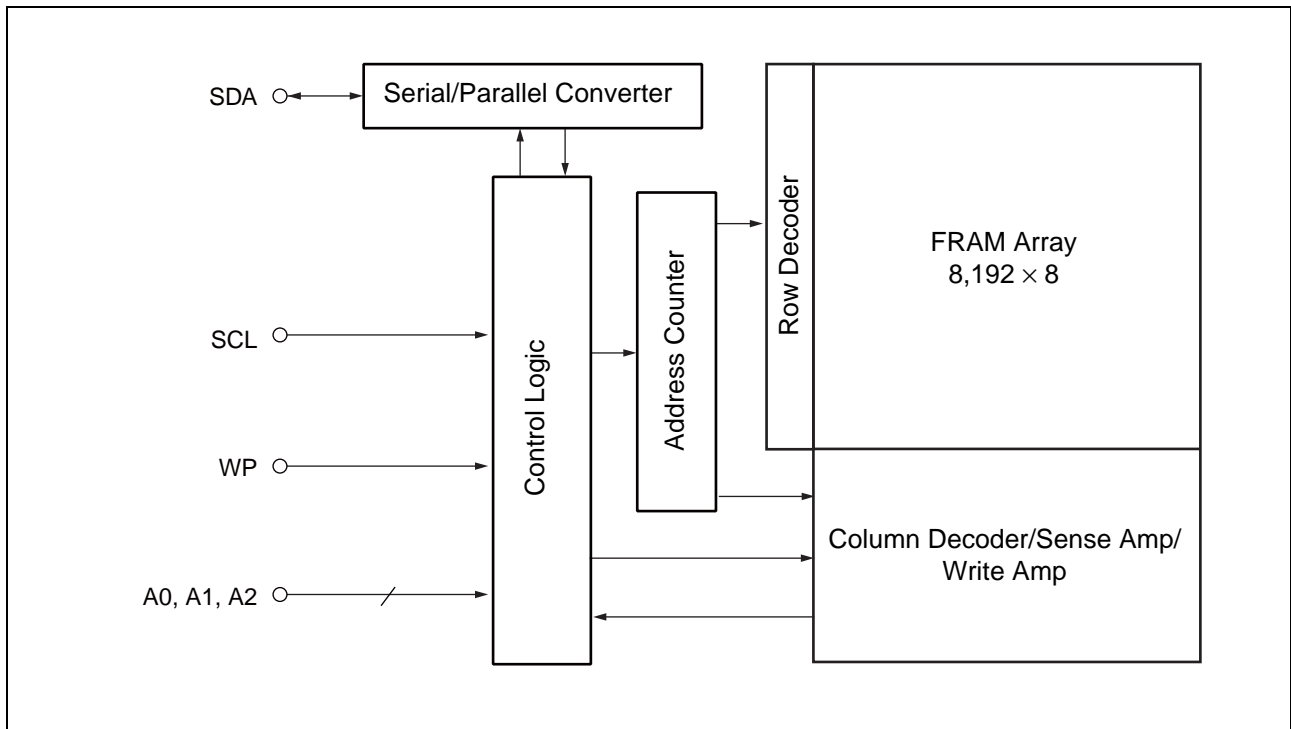 SDA
Serial/Parallel Converter
Row Decoder
FRAM Array
8,192 × 8
Address Counter
Control Logic
SCL
WP
A0, A1, A2
Column Decoder/Sense Amp/
Write Amp